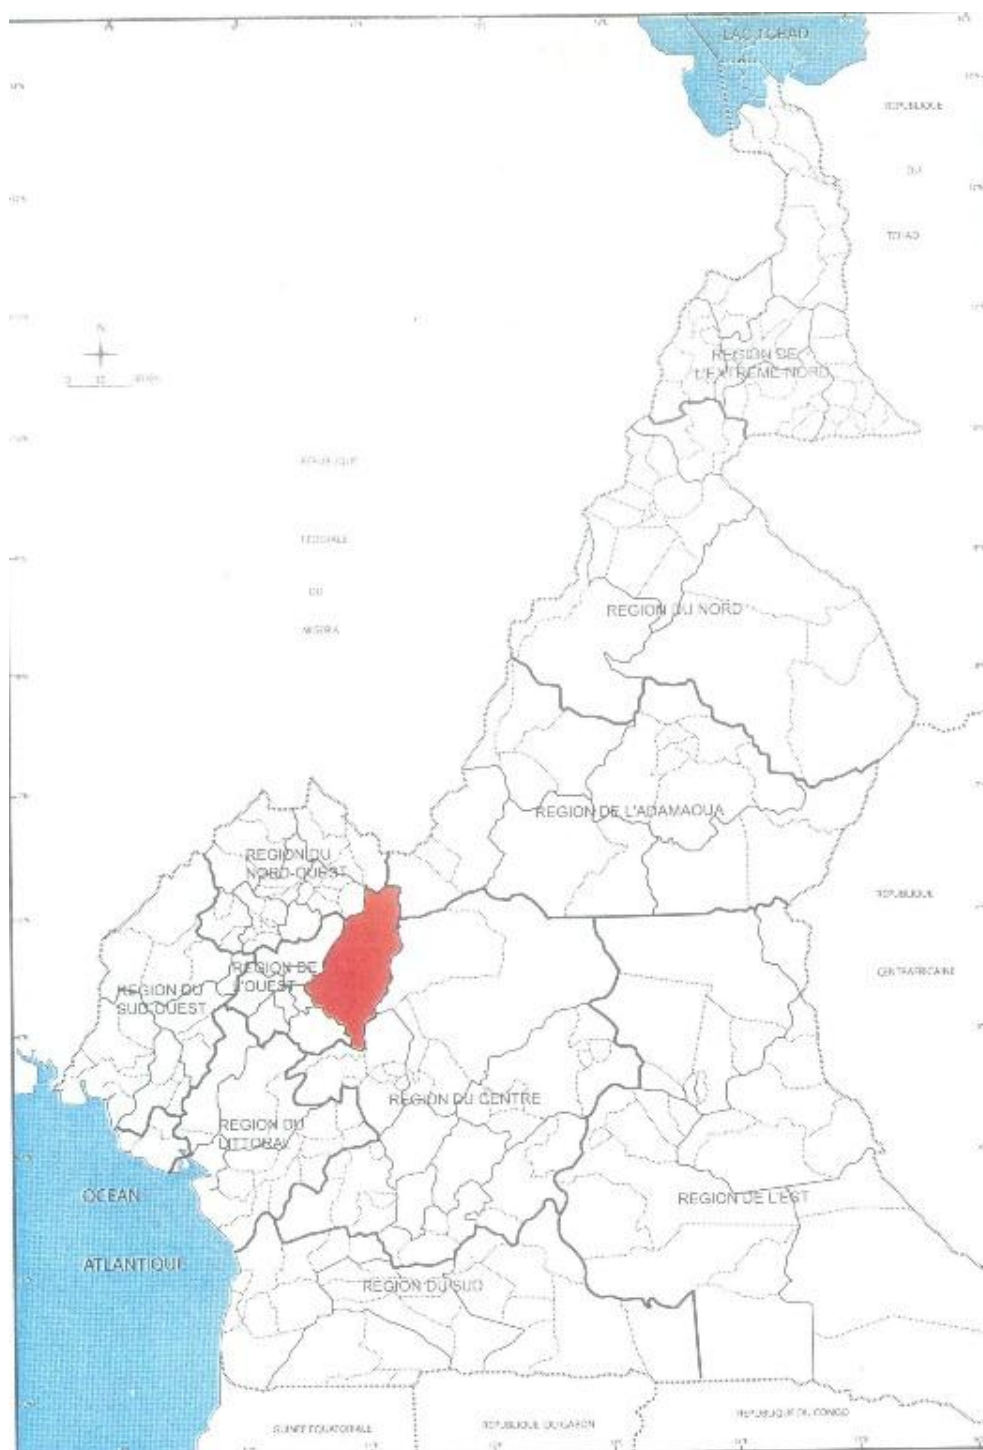 LAC TCHAD
REPUBLIQUE
DU
TCHAD
N
REGION DE
L'EXTREME NORD
REPUBLIQUE
FEDERALE
DU
NIGERIA
REGION DU NORD
REGION DE L'ADAMAOUA
REGION DU
NORD-OUEST
REPUBLIQUE
CENTRAFRICAINE
REGION DE
L'OUEST
REGION DU
SUD-OUEST
REGION DU CENTRE
REGION DU
LITTORAL
OCEAN
ATLANTIQUE
REGION DE L'EST
REGION DU SUD
GUINEE EQUATORIALE
REPUBLIQUE DU GABON
REPUBLIQUE DU CONGO